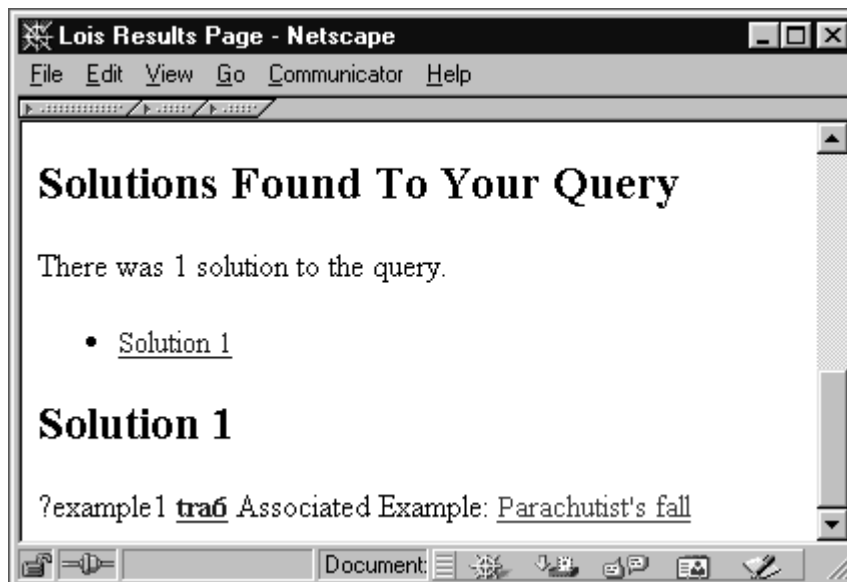 Lois Results Page - Netscape
File Edit View Go Communicator Help
Solutions Found To Your Query
There was 1 solution to the query.
• Solution 1
Solution 1
?example1 tra6 Associated Example: Parachutist's fall
Document: